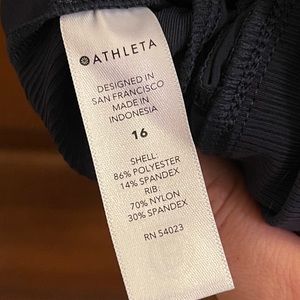 ATHLETA
DESIGNED IN
SAN FRANCISCO
MADE IN
INDONESIA
16
SHELL:
86% POLYESTER
14% SPANDEX
RIB:
70% NYLON
30% SPANDEX
RN 54023